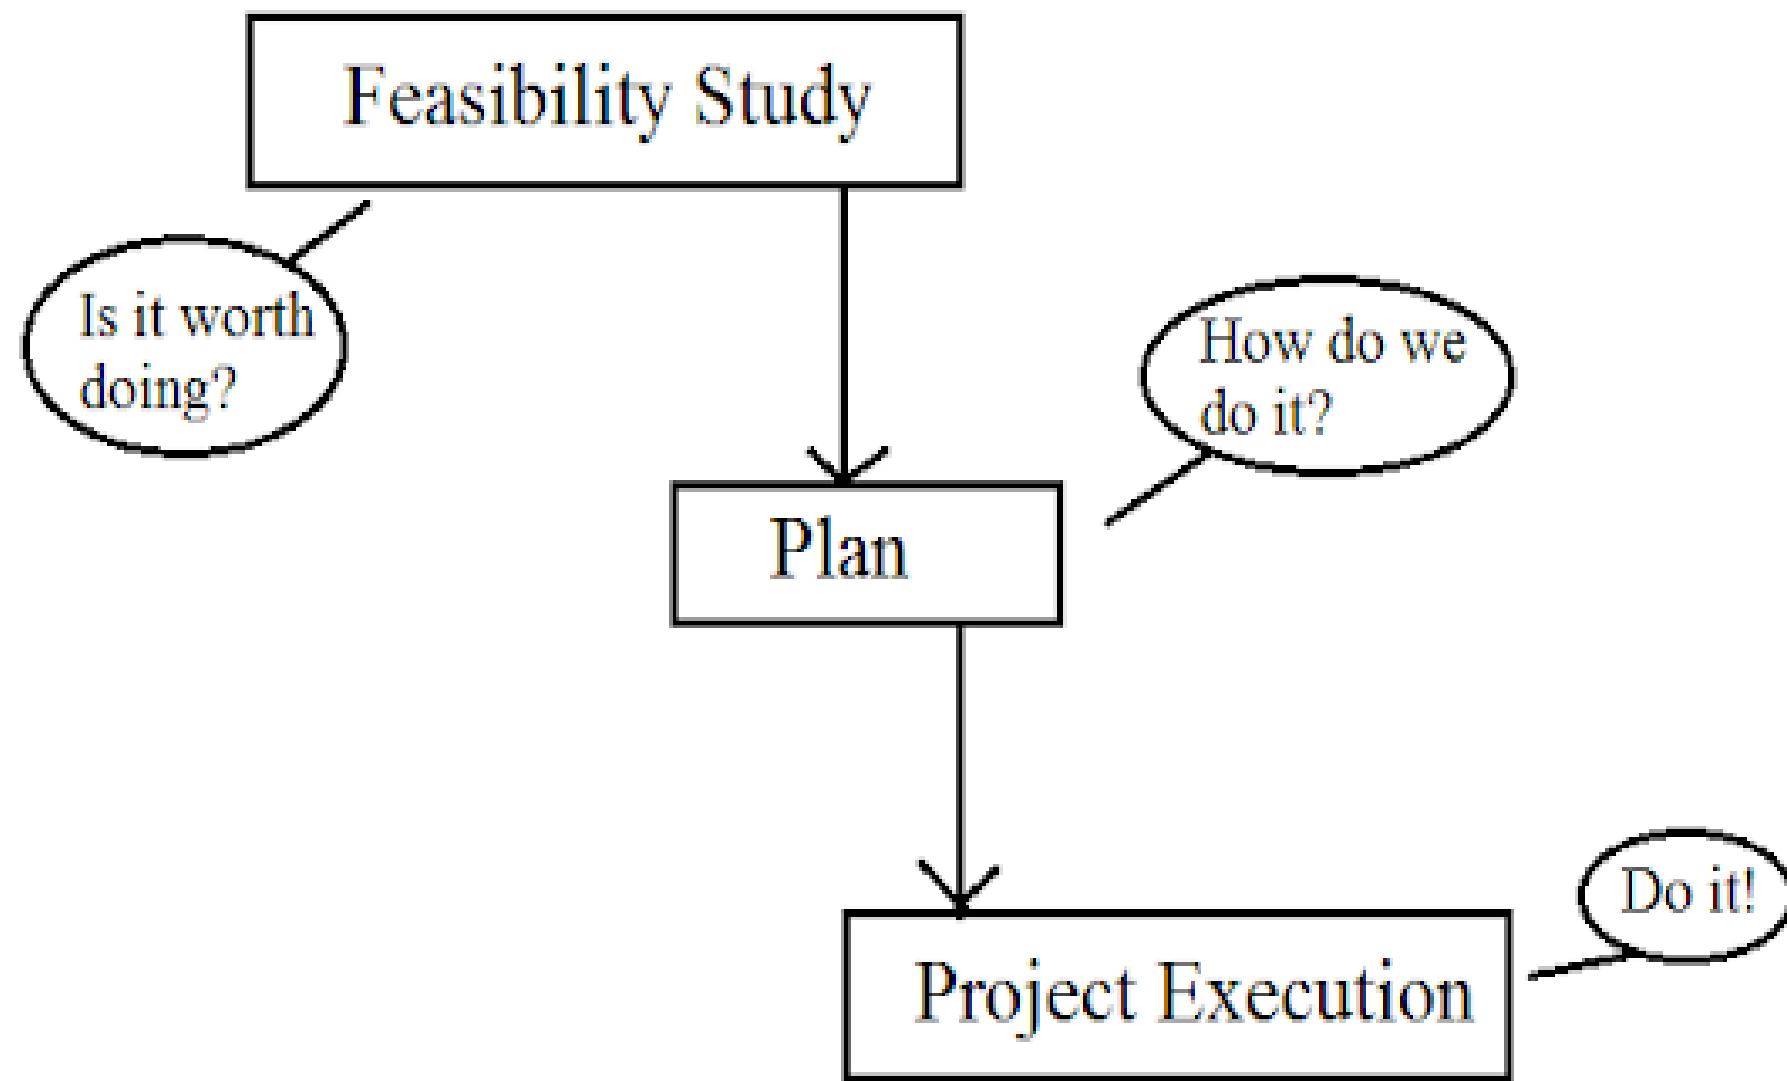 Feasibility Study
Is it worth
doing?
How do we
do it?
Plan
Do it!
Project Execution